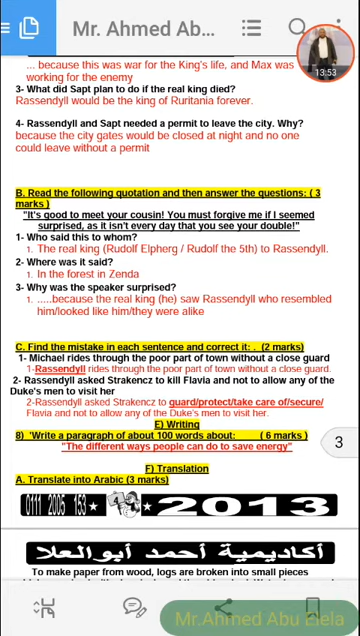 Mr. Ahmed Ab...
13:53
... because this was war for the King's life, and Max was
working for the enemy
3- What did Sapt plan to do if the real king died?
Rassendyll would be the king of Ruritania forever.
4- Rassendyll and Sapt needed a permit to leave the city. Why?
because the city gates would be closed at night and no one
could leave without a permit
B. Read the following quotation and then answer the questions: ( 3
marks )
"It's good to meet your cousin! You must forgive me if I seemed
surprised, as it isn't every day that you see your double!"
1- Who said this to whom?
1. The real king (Rudolf Elpherg / Rudolf the 5th) to Rassendyll.
2- Where was it said?
1. In the forest in Zenda
3- Why was the speaker surprised?
1. .....because the real king (he) saw Rassendyll who resembled
him/looked like him/they were alike
C. Find the mistake in each sentence and correct it: . (2 marks)
1- Michael rides through the poor part of town without a close guard
1-Rassendyll rides through the poor part of town without a close guard.
2- Rassendyll asked Strakencz to kill Flavia and not to allow any of the
Duke's men to visit her
2-Rassendyll asked Strakencz to guard/protect/take care of/secure/
Flavia and not to allow any of the Duke's men to visit her.
E) Writing
8) 'Write a paragraph of about 100 words about: ( 6 marks )
"The different ways people can do to save energy"
3
F) Translation
A. Translate into Arabic (3 marks)
0111 2005 153 ★ ★ 2013
أكاديمية أحمد أبو العلا
To make paper from wood, logs are broken into small pieces
Mr.Ahmed Abu Elela